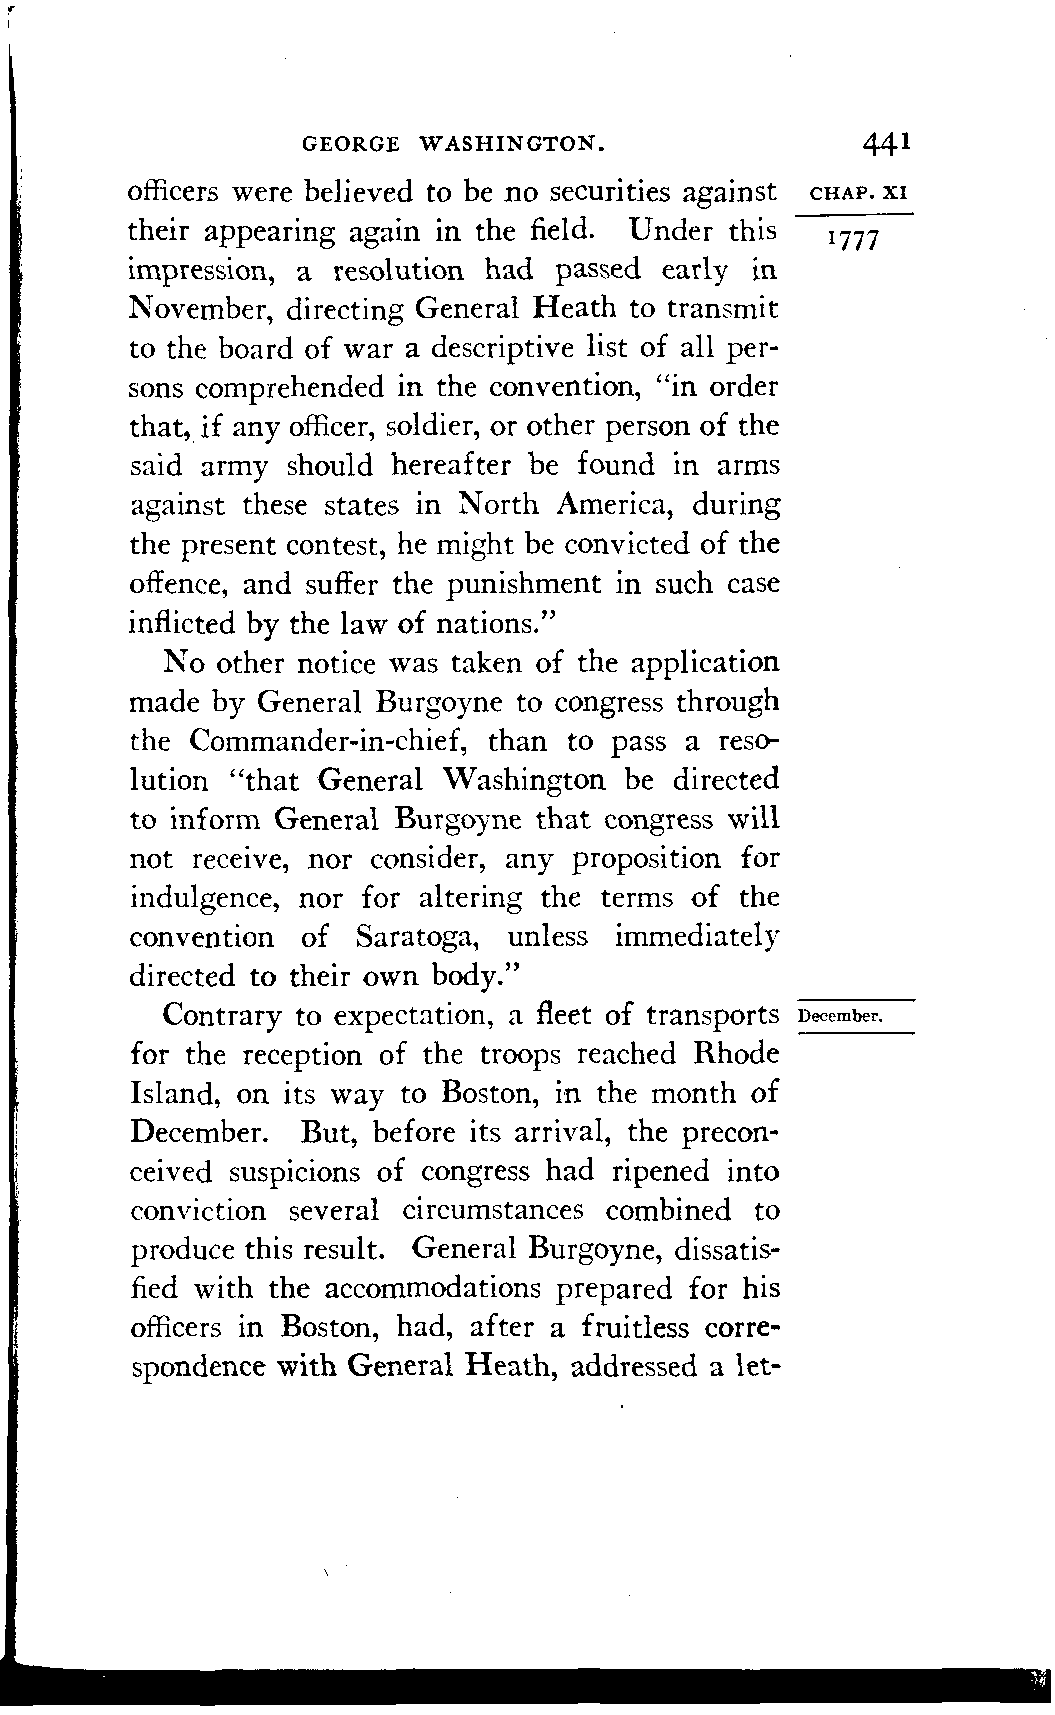 GEORGE WASHINGTON. 441
officers were believed to be no securities against CHAP. XI
their appearing again in the field. Under this 1777
impression, a resolution had passed early in
November, directing General Heath to transmit
to the board of war a descriptive list of all per-
sons comprehended in the convention, "in order
that, if any officer, soldier, or other person of the
said army should hereafter be found in arms
against these states in North America, during
the present contest, he might be convicted of the
offence, and suffer the punishment in such case
inflicted by the law of nations."
No other notice was taken of the application
made by General Burgoyne to congress through
the Commander-in-chief, than to pass a reso-
lution "that General Washington be directed
to inform General Burgoyne that congress will
not receive, nor consider, any proposition for
indulgence, nor for altering the terms of the
convention of Saratoga, unless immediately
directed to their own body."
Contrary to expectation, a fleet of transports December.
for the reception of the troops reached Rhode
Island, on its way to Boston, in the month of
December. But, before its arrival, the precon-
ceived suspicions of congress had ripened into
conviction several circumstances combined to
produce this result. General Burgoyne, dissatis-
fied with the accommodations prepared for his
officers in Boston, had, after a fruitless corre-
spondence with General Heath, addressed a let-